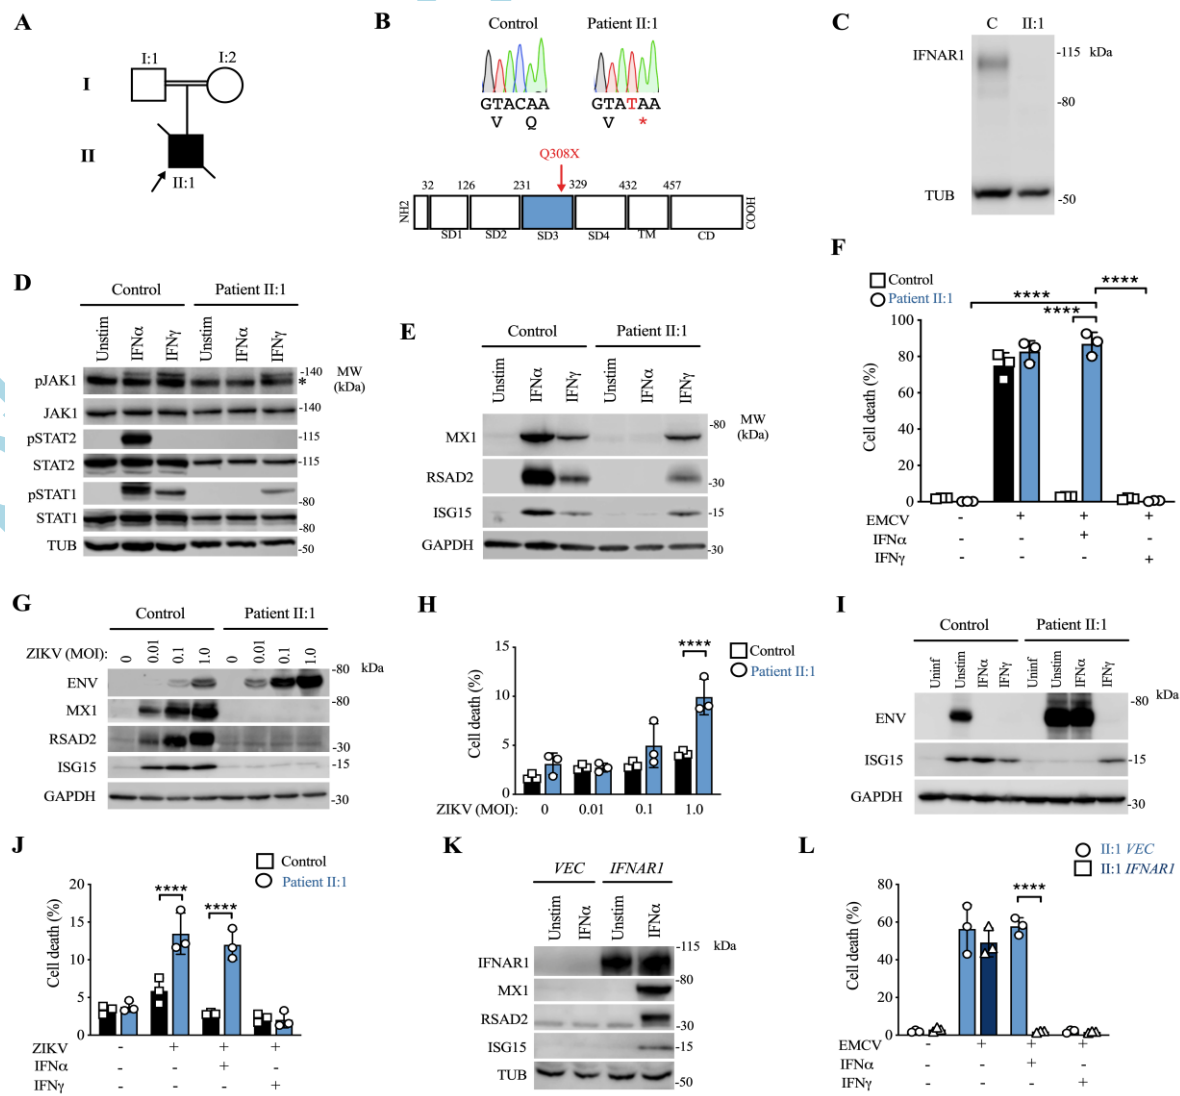 A
I:1
I:2
I
II
II:1
B
Control
Patient II:1
GTACAA
GTATAA
V
Q
V
*
Q308X
32
126
231
329
432
457
NH2
COOH
SD1
SD2
SD3
SD4
TM
CD
C
C
II:1
IFNAR1
-115 kDa
-80
TUB
-50
D
Control
Patient II:1
Unstim
IFNα
IFNγ
Unstim
IFNα
IFNγ
-140 MW
(kDa)
pJAK1
*
JAK1
-140
pSTAT2
-115
STAT2
-115
pSTAT1
-80
STAT1
-80
TUB
-50
E
Control
Patient II:1
Unstim
IFNα
IFNγ
Unstim
IFNα
IFNγ
-80 MW
(kDa)
MX1
RSAD2
-30
ISG15
-15
GAPDH
-30
F
Control
Patient II:1
****
****
****
100
80
60
40
20
0
Cell death (%)
EMCV - + + +
IFNα - - + -
IFNγ - - - +
G
Control
Patient II:1
ZIKV (MOI):
0
0.01
0.1
1.0
0
0.01
0.1
1.0
-80 kDa
ENV
-80
MX1
RSAD2
-30
ISG15
-15
GAPDH
-30
H
Control
Patient II:1
****
15
10
5
0
Cell death (%)
ZIKV (MOI): 0 0.01 0.1 1.0
I
Control
Patient II:1
Uninf
Unstim
IFNα
IFNγ
Uninf
Unstim
IFNα
IFNγ
kDa
-80
ENV
ISG15
-15
GAPDH
-30
J
Control
Patient II:1
****
****
20
15
10
5
0
Cell death (%)
ZIKV - + + +
IFNα - - + -
IFNγ - - - +
K
VEC
IFNAR1
Unstim
IFNα
Unstim
IFNα
-115 kDa
IFNAR1
-80
MX1
RSAD2
-30
ISG15
-15
TUB
-50
L
II:1 VEC
II:1 IFNAR1
****
80
60
40
20
0
Cell death (%)
EMCV - + + +
IFNα - - + -
IFNγ - - - +